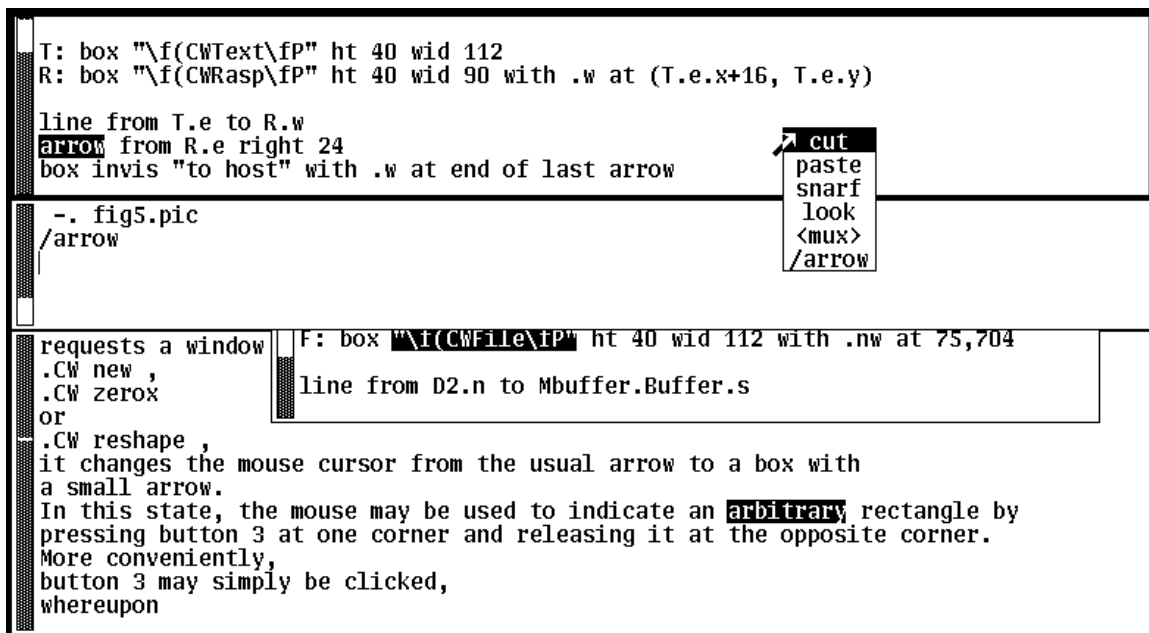 T: box "\f(CWText\fP" ht 40 wid 112
R: box "\f(CWRasp\fP" ht 40 wid 90 with .w at (T.e.x+16, T.e.y)
line from T.e to R.w
arrow from R.e right 24
box invis "to host" with .w at end of last arrow
cut
paste
snarf
look
<mux>
/arrow
-. fig5.pic
/arrow
F: box "\f(CWFile\fP" ht 40 wid 112 with .nw at 75,704
line from D2.n to Mbuffer.Buffer.s
requests a window
.CW new ,
.CW zerox
or
.CW reshape ,
it changes the mouse cursor from the usual arrow to a box with
a small arrow.
In this state, the mouse may be used to indicate an arbitrary rectangle by
pressing button 3 at one corner and releasing it at the opposite corner.
More conveniently,
button 3 may simply be clicked,
whereupon